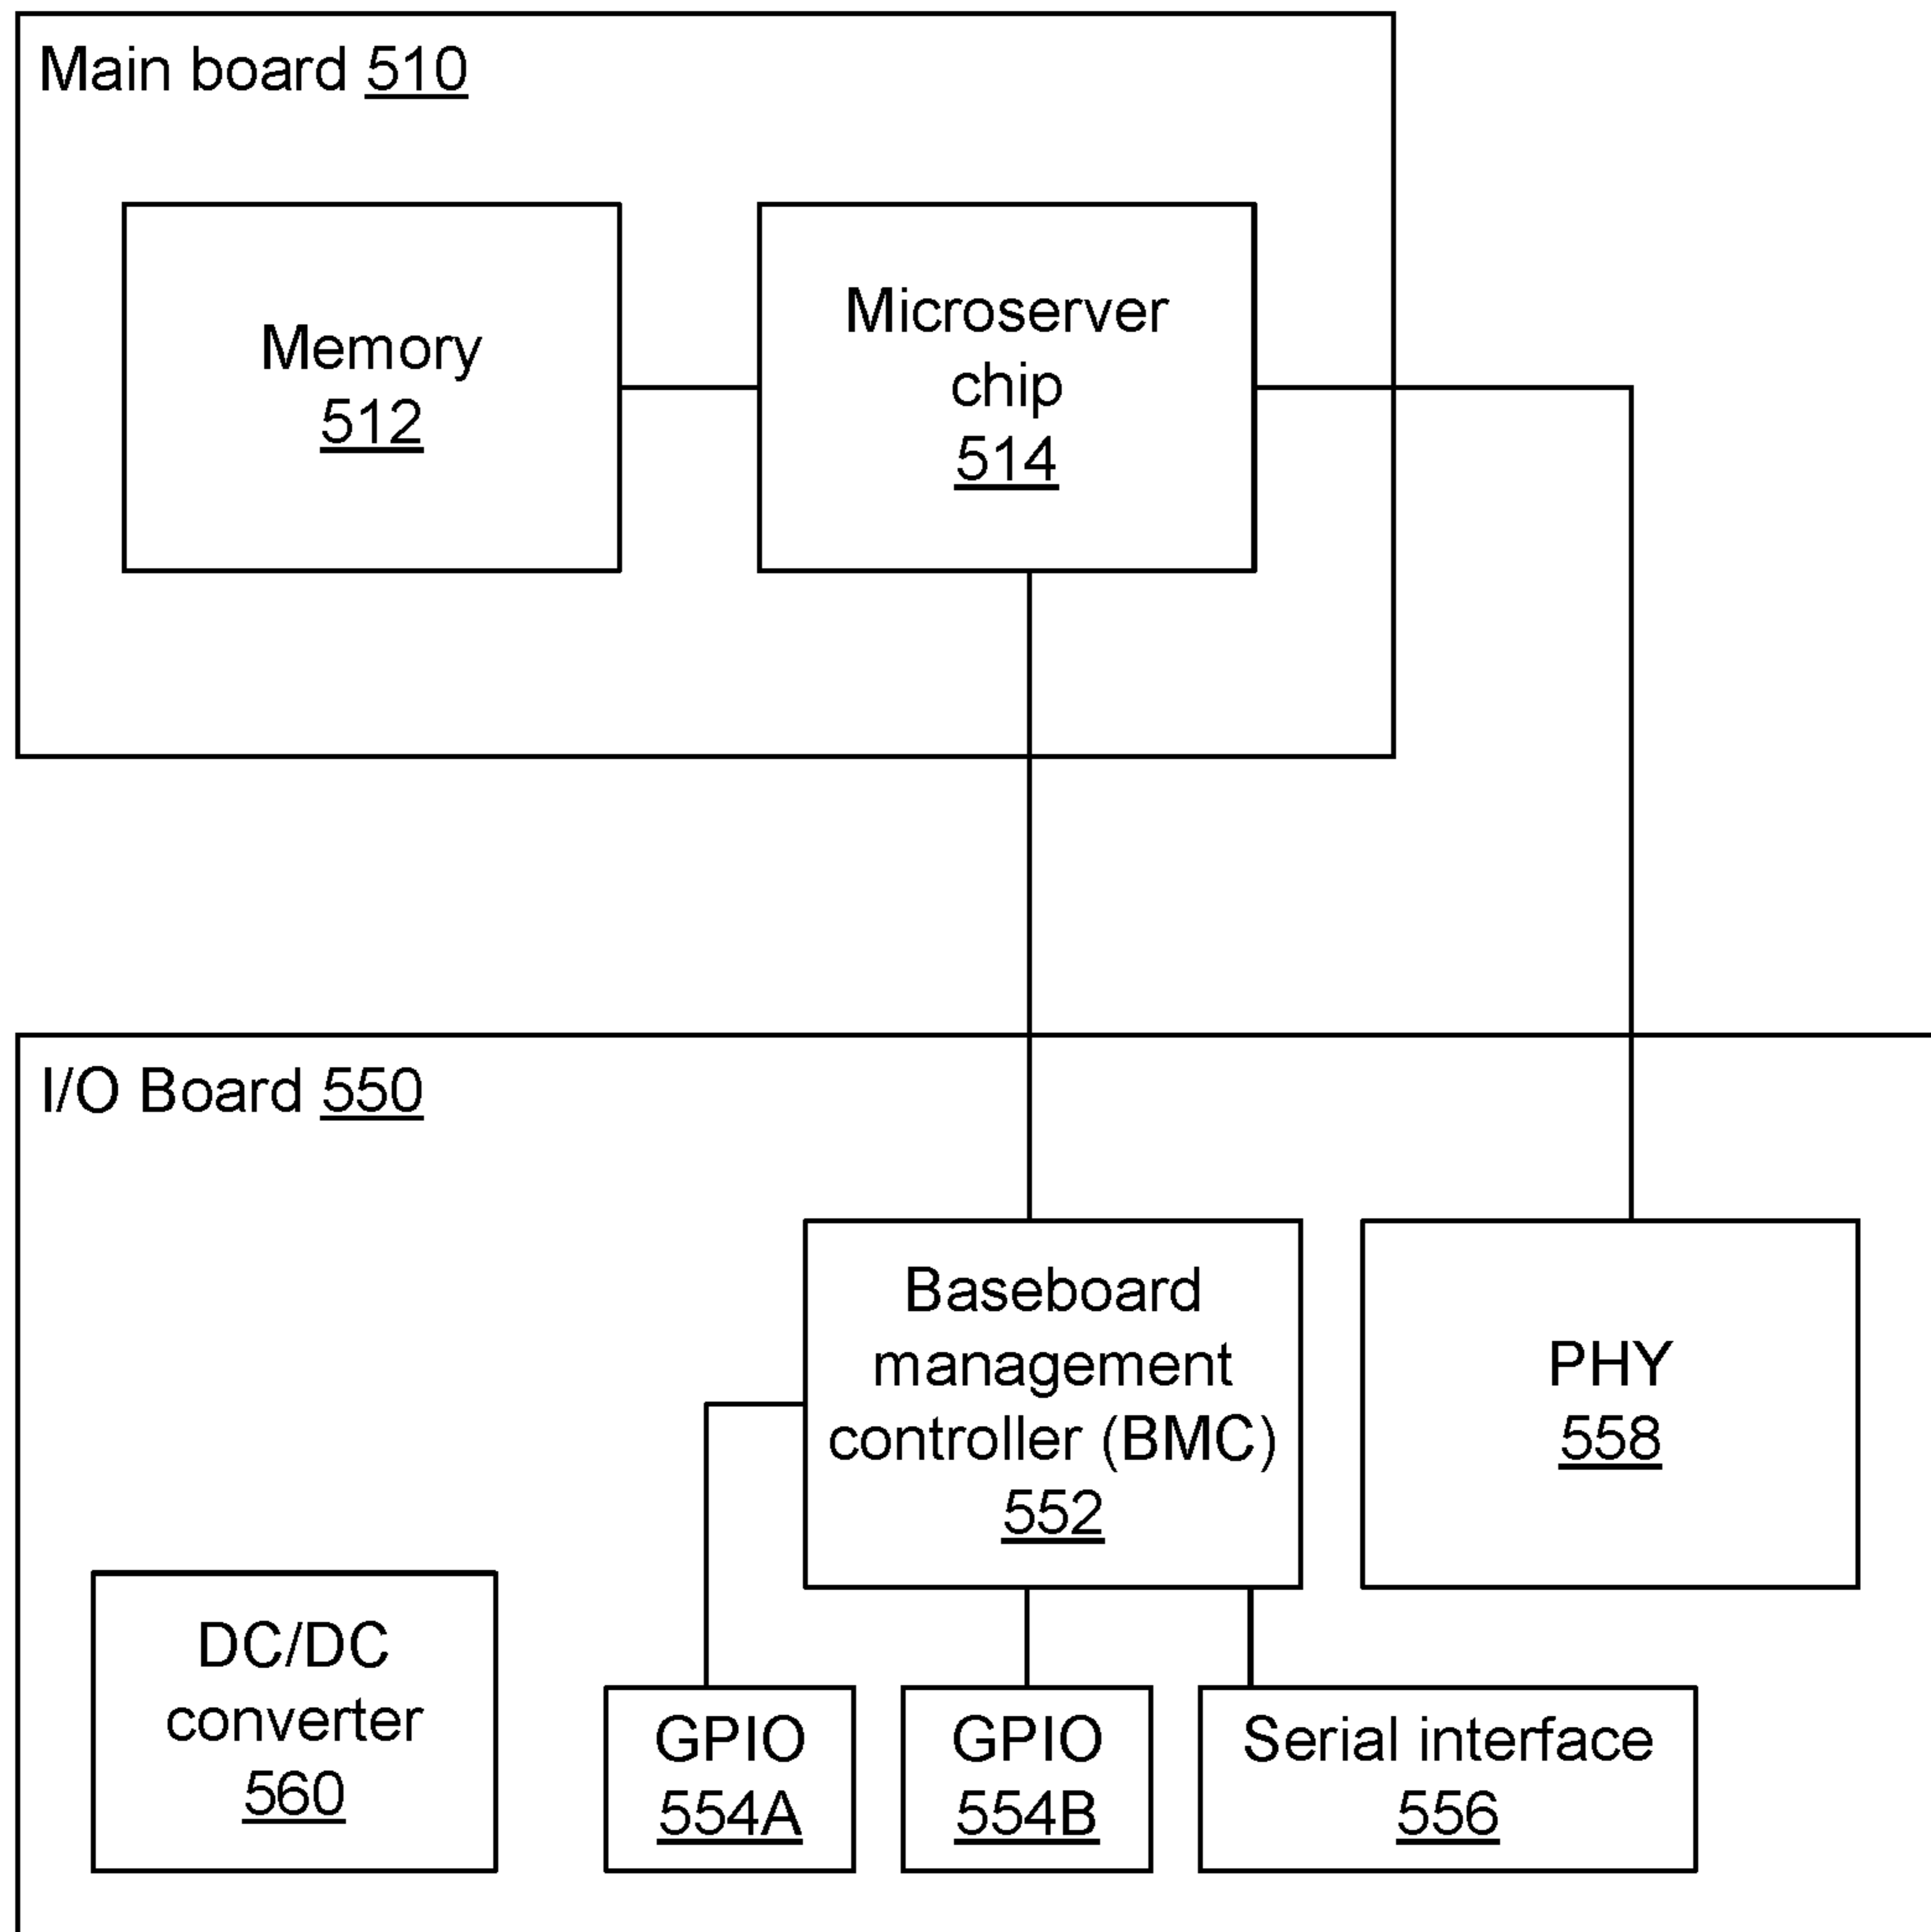 Main board 510
Memory
512
Microserver
chip
514
I/O Board 550
Baseboard
management
controller (BMC)
552
PHY
558
DC/DC
converter
560
GPIO
554A
GPIO
554B
Serial interface
556